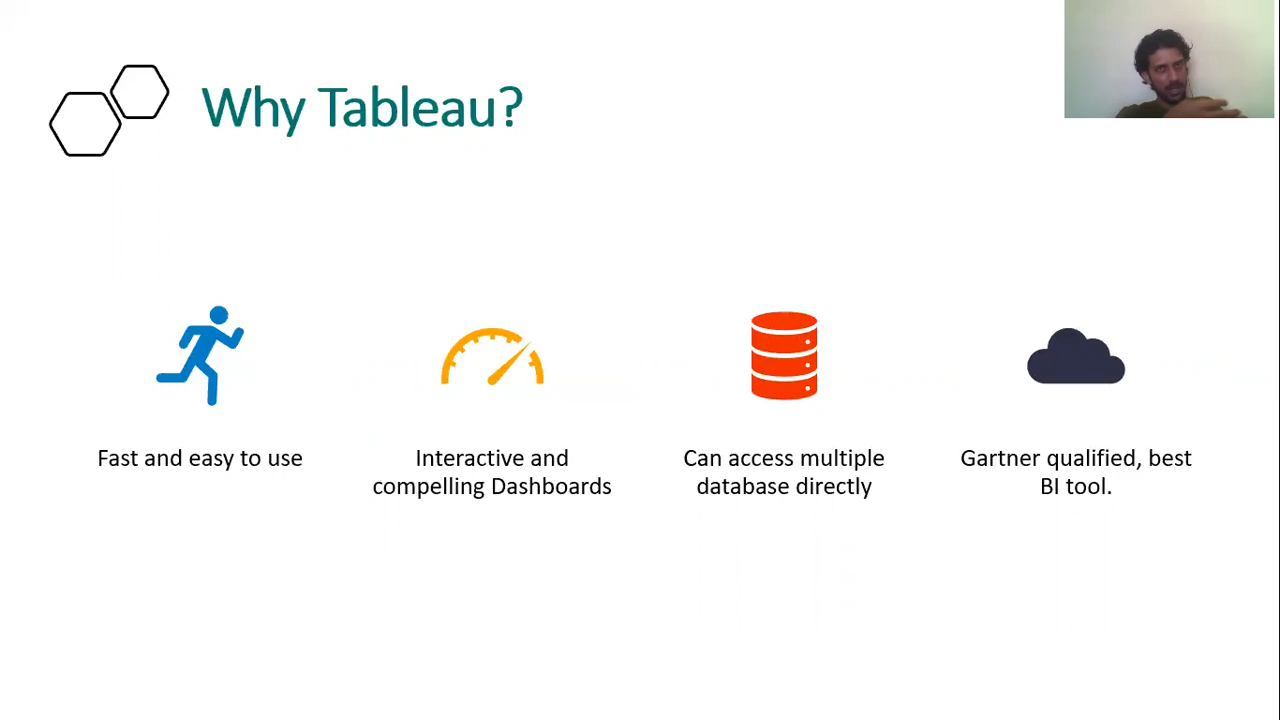 Why Tableau?
Fast and easy to use
Interactive and
compelling Dashboards
Can access multiple
database directly
Gartner qualified, best
BI tool.